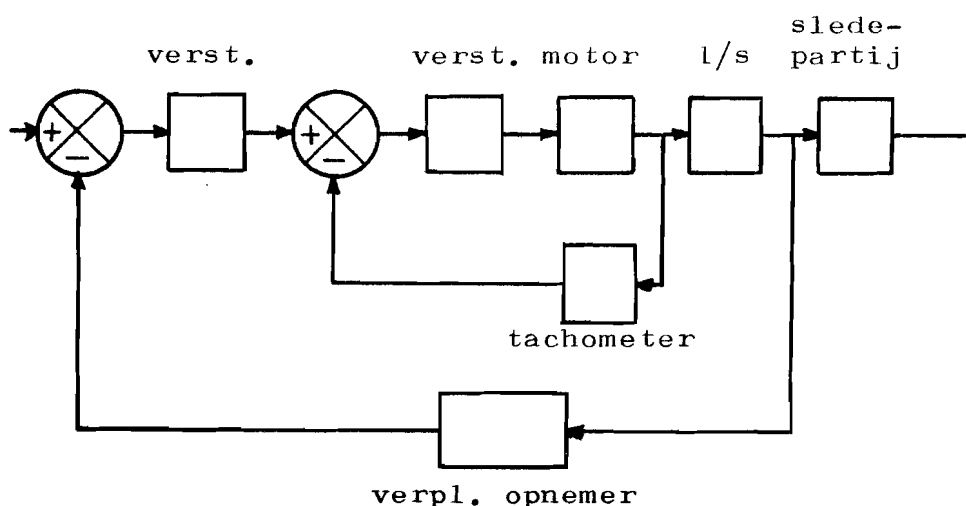 verst.
verst. motor
1/s
slede-
partij
+
-
+
-
tachometer
verpl. opnemer